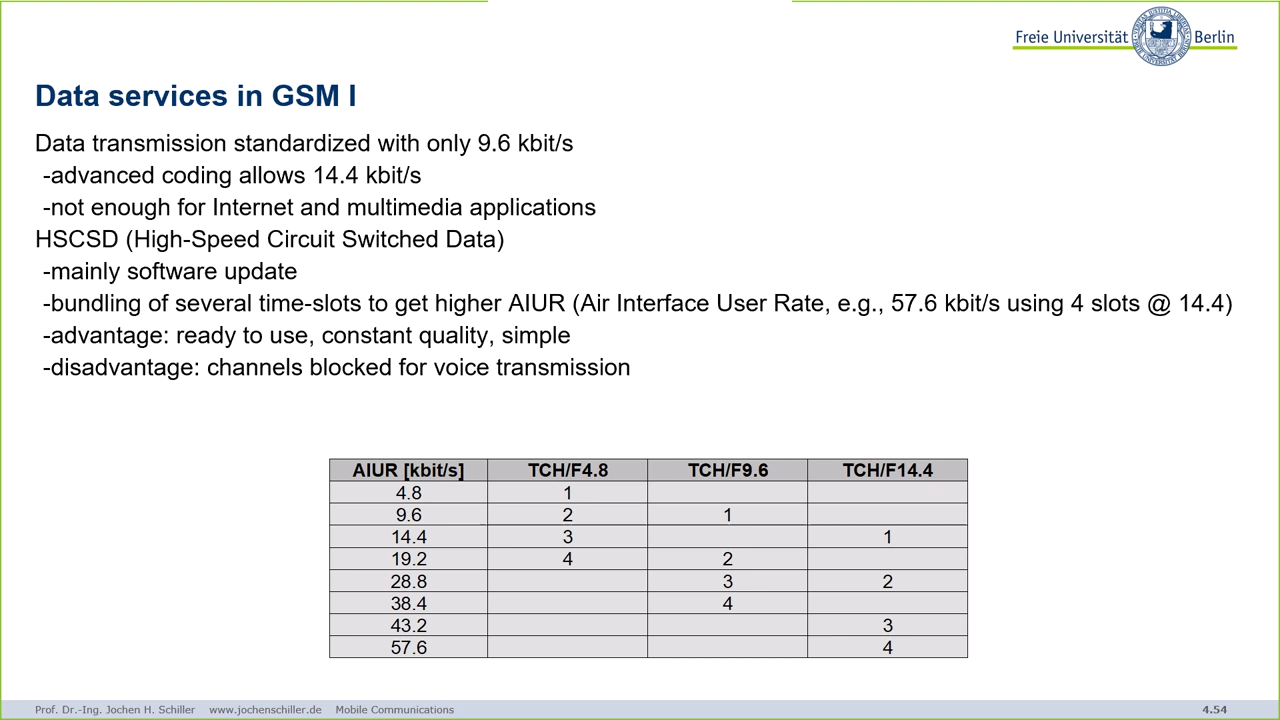 Freie Universität Berlin
Data services in GSM I
Data transmission standardized with only 9.6 kbit/s
-advanced coding allows 14.4 kbit/s
-not enough for Internet and multimedia applications
HSCSD (High-Speed Circuit Switched Data)
-mainly software update
-bundling of several time-slots to get higher AIUR (Air Interface User Rate, e.g., 57.6 kbit/s using 4 slots @ 14.4)
-advantage: ready to use, constant quality, simple
-disadvantage: channels blocked for voice transmission
AIUR [kbit/s] TCH/F4.8 TCH/F9.6 TCH/F14.4
4.8 1
9.6 2 1
14.4 3 1
19.2 4 2
28.8 3 2
38.4 4
43.2 3
57.6 4
Prof. Dr.-Ing. Jochen H. Schiller www.jochenschiller.de Mobile Communications 4.54